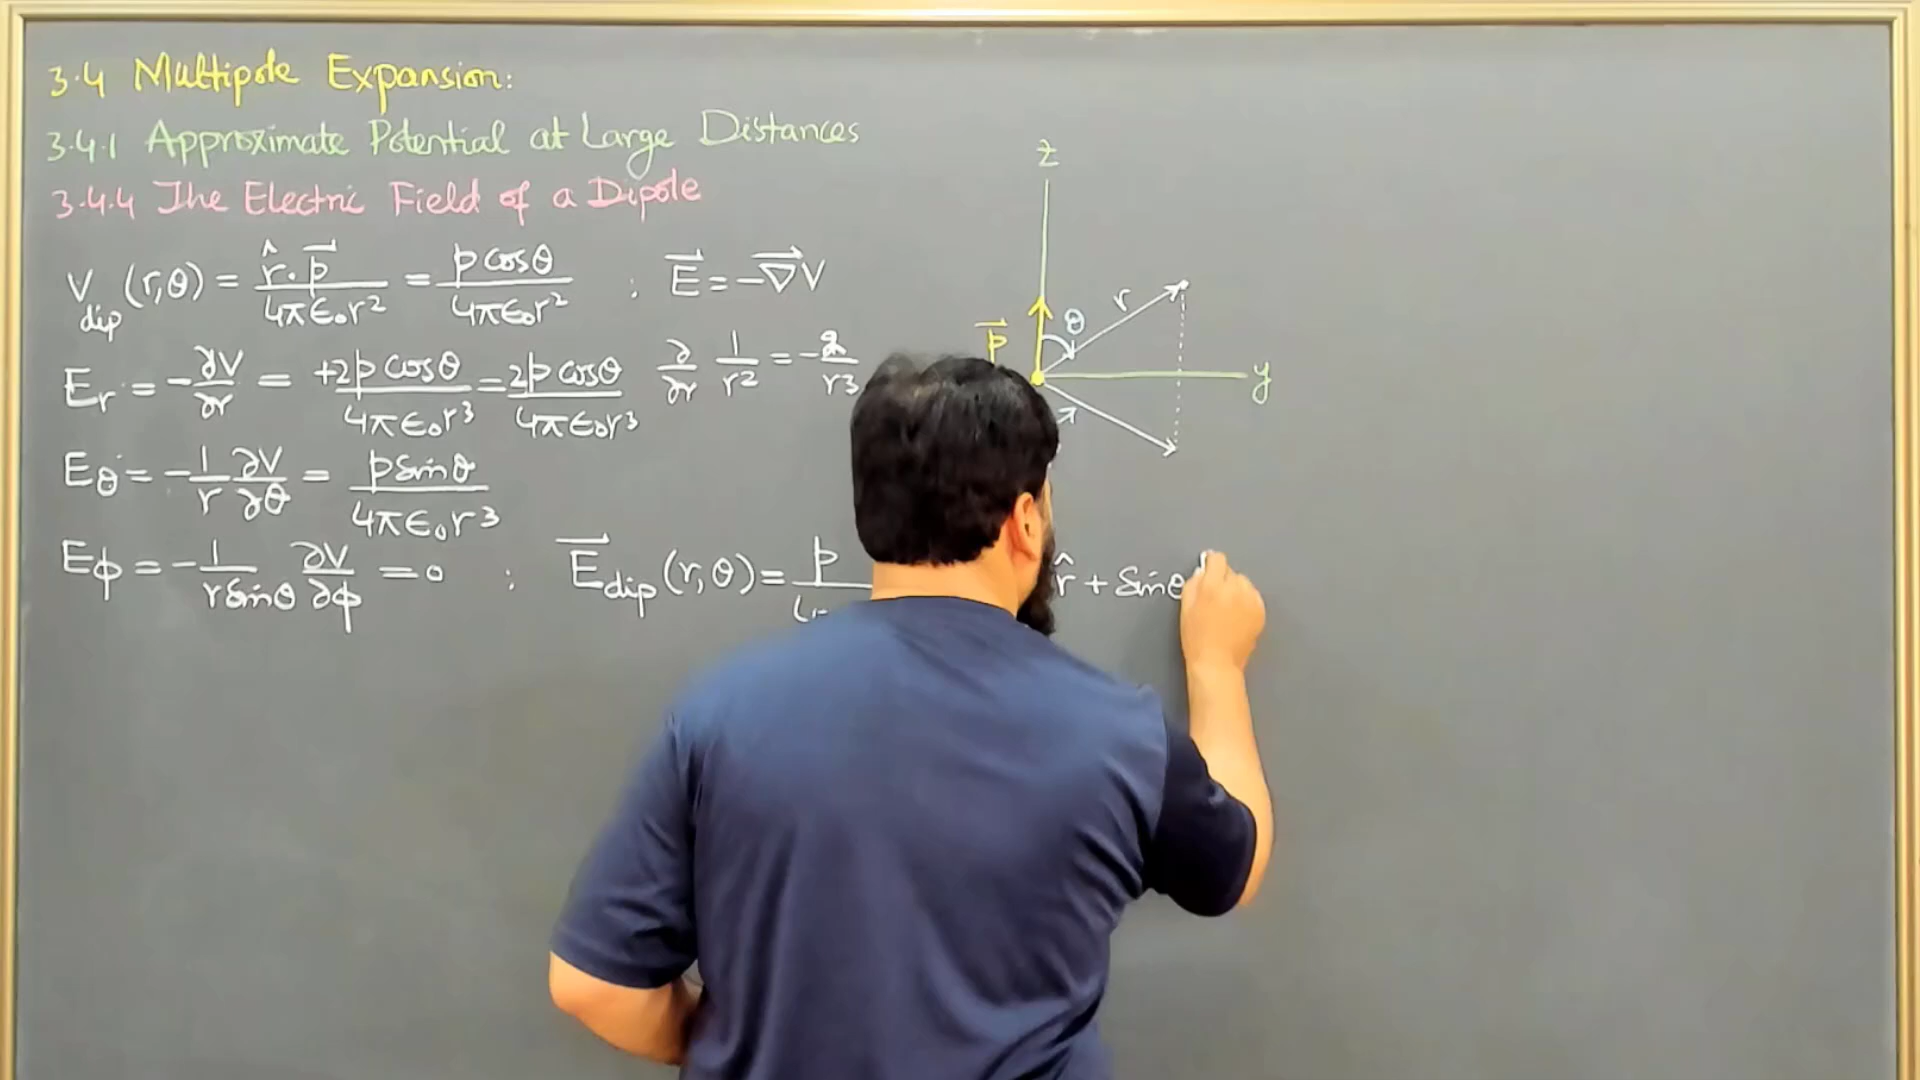 3.4 Multipole Expansion:
3.4.1 Approximate Potential at Large Distances
3.4.4 The Electric Field of a Dipole
V_dip (r,θ) = r̂·p⃗ / 4πε₀r² = p cosθ / 4πε₀r² ; E⃗ = -∇⃗V
E_r = -∂V/∂r = +2p cosθ / 4πε₀r³ = 2p cosθ / 4πε₀r³ ∂/∂r 1/r² = -2/r³
E_θ = -1/r ∂V/∂θ = p sinθ / 4πε₀r³
E_φ = -1/(r sinθ) ∂V/∂φ = 0 ; E⃗_dip (r,θ) = p r̂ + sinθ
z
r
θ
p⃗
y